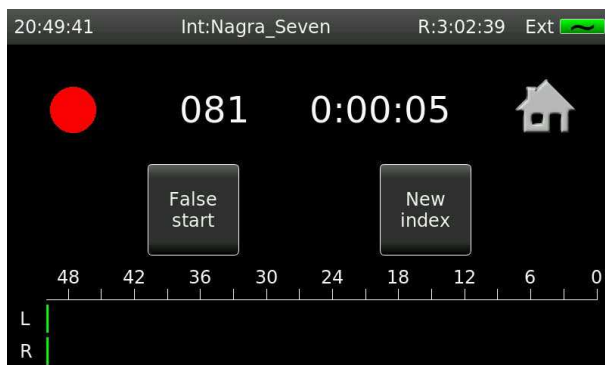 20:49:41 Int:Nagra_Seven R:3:02:39 Ext
081 0:00:05
False New
start index
48 42 36 30 24 18 12 6 0
L
R